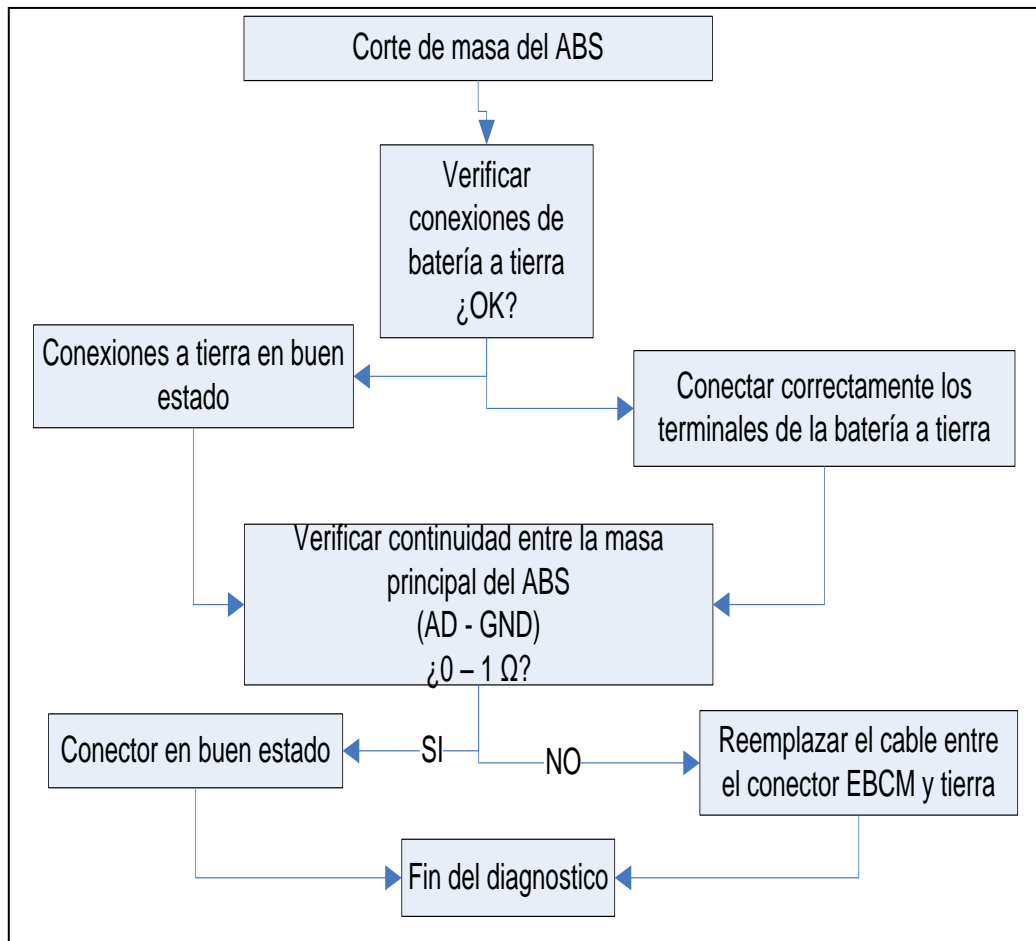 Corte de masa del ABS
Verificar
conexiones de
batería a tierra
¿OK?
Conexiones a tierra en buen
estado
Conectar correctamente los
terminales de la batería a tierra
Verificar continuidad entre la masa
principal del ABS
(AD - GND)
¿0 – 1 Ω?
Conector en buen estado
SI
NO
Reemplazar el cable entre
el conector EBCM y tierra
Fin del diagnostico